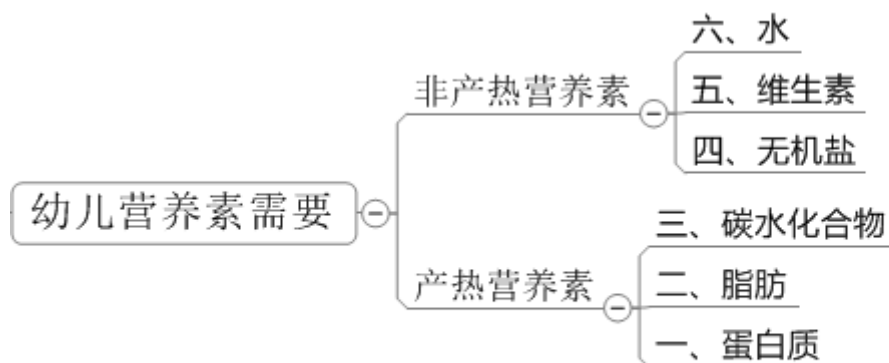 六、水
非产热营养素
五、维生素
四、无机盐
幼儿营养素需要
三、碳水化合物
产热营养素
二、脂肪
一、蛋白质